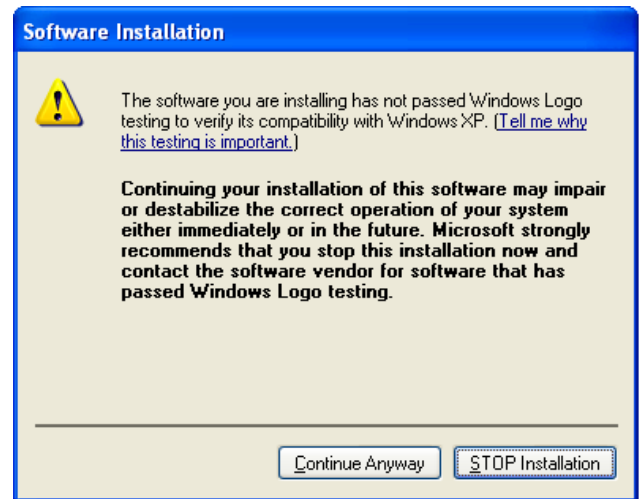 Software Installation
The software you are installing has not passed Windows Logo
testing to verify its compatibility with Windows XP. (Tell me why
this testing is important.)
Continuing your installation of this software may impair
or destabilize the correct operation of your system
either immediately or in the future. Microsoft strongly
recommends that you stop this installation now and
contact the software vendor for software that has
passed Windows Logo testing.
Continue Anyway
STOP Installation